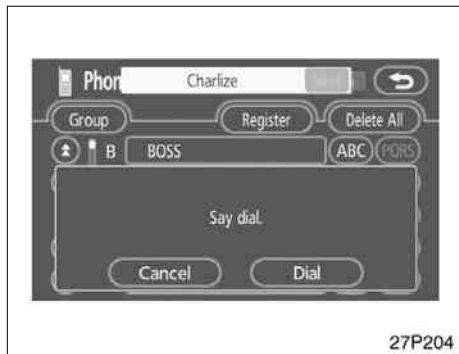 Phon Charlize
Group Register Delete All
B BOSS ABC PQRS
Say dial.
Cancel Dial
27P204